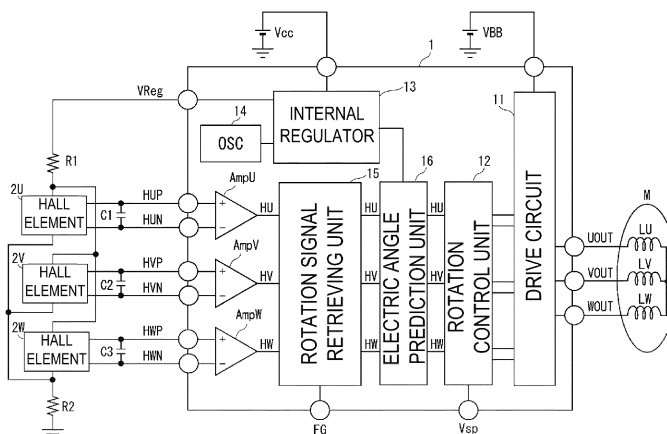 Vcc
VBB
1
VReg
13
14
INTERNAL
REGULATOR
OSC
11
R1
2U
HALL
ELEMENT
HUP
C1
HUN
AmpU
HU
15
ROTATION SIGNAL
RETRIEVING UNIT
HU
16
ELECTRIC ANGLE
PREDICTION UNIT
HU
12
ROTATION
CONTROL UNIT
DRIVE CIRCUIT
M
UOUT
LU
2V
HALL
ELEMENT
HVP
C2
HVN
AmpV
HV
HV
HV
VOUT
LV
2W
HALL
ELEMENT
HWP
C3
HWN
AmpW
HW
HW
HW
WOUT
LW
R2
FG
Vsp